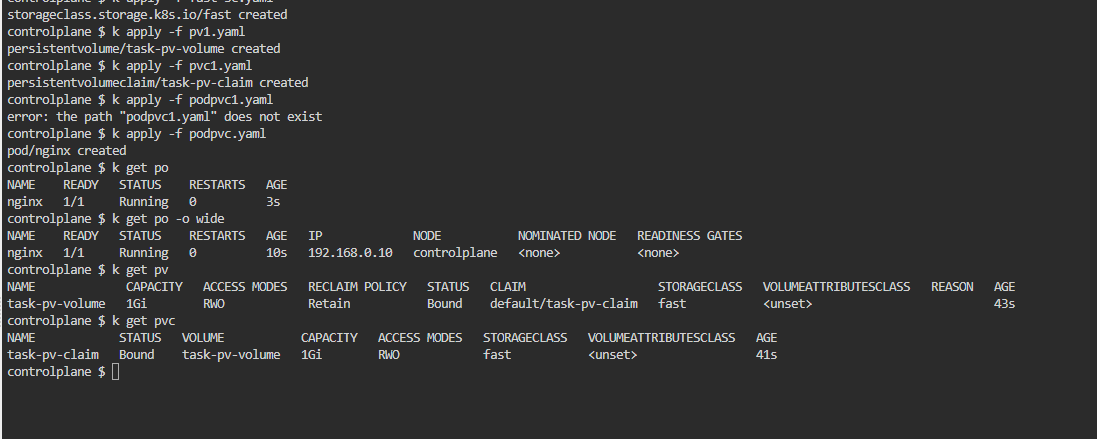 controlplane $ k apply -f fast-sc.yaml
storageclass.storage.k8s.io/fast created
controlplane $ k apply -f pv1.yaml
persistentvolume/task-pv-volume created
controlplane $ k apply -f pvc1.yaml
persistentvolumeclaim/task-pv-claim created
controlplane $ k apply -f podpvc1.yaml
error: the path "podpvc1.yaml" does not exist
controlplane $ k apply -f podpvc.yaml
pod/nginx created
controlplane $ k get po
NAME    READY   STATUS    RESTARTS   AGE
nginx   1/1     Running   0          3s
controlplane $ k get po -o wide
NAME    READY   STATUS    RESTARTS   AGE   IP             NODE           NOMINATED NODE   READINESS GATES
nginx   1/1     Running   0          10s   192.168.0.10   controlplane   <none>           <none>
controlplane $ k get pv
NAME             CAPACITY   ACCESS MODES   RECLAIM POLICY   STATUS   CLAIM                   STORAGECLASS   VOLUMEATTRIBUTESCLASS   REASON   AGE
task-pv-volume   1Gi        RWO            Retain           Bound    default/task-pv-claim   fast           <unset>                          43s
controlplane $ k get pvc
NAME            STATUS   VOLUME           CAPACITY   ACCESS MODES   STORAGECLASS   VOLUMEATTRIBUTESCLASS   AGE
task-pv-claim   Bound    task-pv-volume   1Gi        RWO            fast           <unset>                 41s
controlplane $